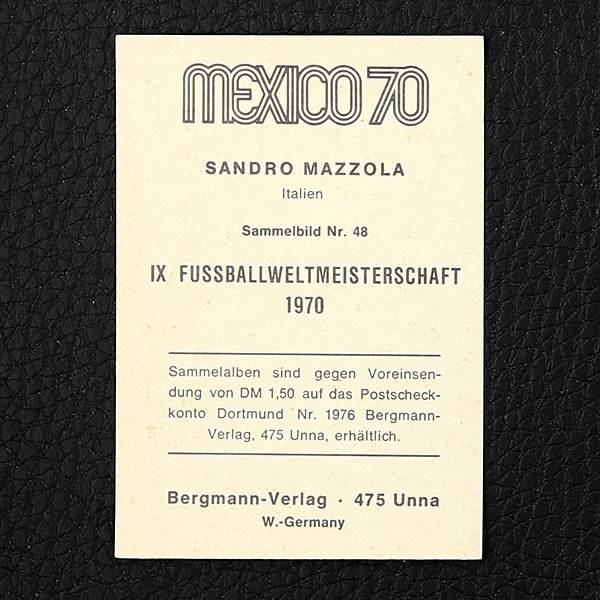 MEXICO 70
SANDRO MAZZOLA
Italien
Sammelbild Nr. 48
IX FUSSBALLWELTMEISTERSCHAFT
1970
Sammelalben sind gegen Voreinsen-
dung von DM 1,50 auf das Postscheck-
konto Dortmund Nr. 1976 Bergmann-
Verlag, 475 Unna, erhältlich.
Bergmann-Verlag · 475 Unna
W.-Germany